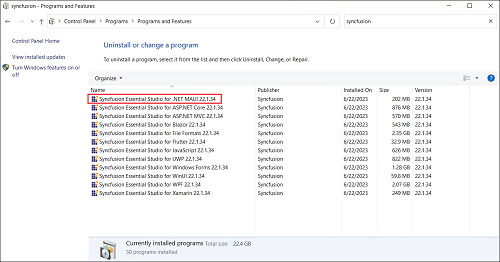 syncfusion - Programs and Features
Control Panel > Programs > Programs and Features
syncfusion
Control Panel Home
View installed updates
Turn Windows features on or off
Uninstall or change a program
To uninstall a program, select it from the list and then click Uninstall, Change, or Repair.
Organize
Name Publisher Installed On Size Version
Syncfusion Essential Studio for .NET MAUI 22.1.34 Syncfusion 6/22/2023 202 MB 22.1.34
Syncfusion Essential Studio for ASP.NET Core 22.1.34 Syncfusion 6/22/2023 876 MB 22.1.34
Syncfusion Essential Studio for ASP.NET MVC 22.1.34 Syncfusion 6/22/2023 570 MB 22.1.34
Syncfusion Essential Studio for Blazor 22.1.34 Syncfusion 6/22/2023 543 MB 22.1.34
Syncfusion Essential Studio for File Formats 22.1.34 Syncfusion 6/22/2023 2.35 GB 22.1.34
Syncfusion Essential Studio for Flutter 22.1.34 Syncfusion 6/22/2023 32.9 MB 22.1.34
Syncfusion Essential Studio for JavaScript 22.1.34 Syncfusion 6/22/2023 626 MB 22.1.34
Syncfusion Essential Studio for UWP 22.1.34 Syncfusion 6/22/2023 822 MB 22.1.34
Syncfusion Essential Studio for Windows Forms 22.1.34 Syncfusion 6/22/2023 1.28 GB 22.1.34
Syncfusion Essential Studio for WinUI 22.1.34 Syncfusion 6/22/2023 59.8 MB 22.1.34
Syncfusion Essential Studio for WPF 22.1.34 Syncfusion 6/22/2023 2.07 GB 22.1.34
Syncfusion Essential Studio for Xamarin 22.1.34 Syncfusion 6/22/2023 249 MB 22.1.34
Currently installed programs Total size: 22.4 GB
50 programs installed